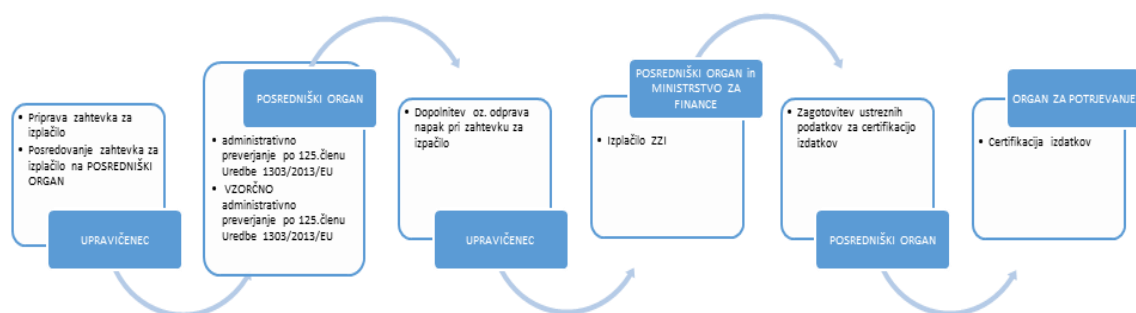 • Priprava zahtevka za
izplačilo
• Posredovanje zahtevka za
izplačilo na POSREDNIŠKI
ORGAN
UPRAVIČENEC
POSREDNIŠKI ORGAN
• administrativno
preverjanje po 125.členu
Uredbe 1303/2013/EU
• VZORČNO
administrativno
preverjanje po 125.členu
Uredbe 1303/2013/EU
• Dopolnitev oz. odprava
napak pri zahtevku za
izpačilo
UPRAVIČENEC
POSREDNIŠKI ORGAN in
MINISTRSTVO ZA
FINANCE
• Izplačilo ZZI
• Zagotovitev ustreznih
podatkov za certifikacijo
izdatkov
POSREDNIŠKI ORGAN
ORGAN ZA POTRJEVANJE
• Certifikacija izdatkov